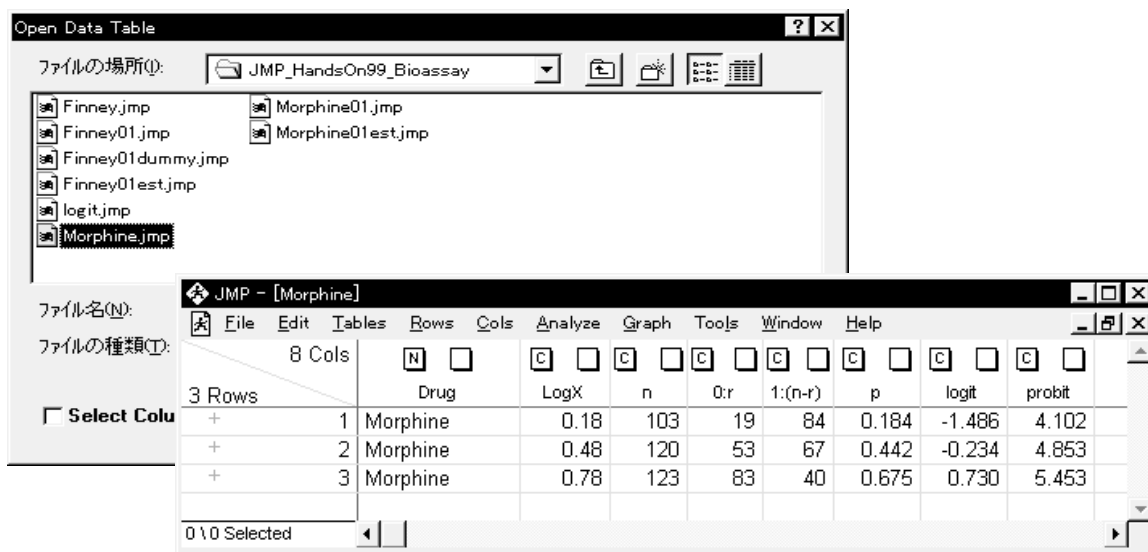 Open Data Table
ファイルの場所(I):
JMP_HandsOn99_Bioassay
Finney.jmp
Morphine01.jmp
Finney01.jmp
Morphine01est.jmp
Finney01dummy.jmp
Finney01est.jmp
logit.jmp
Morphine.jmp
ファイル名(N):
ファイルの種類(T):
Select Colu
JMP - [Morphine]
File Edit Tables Rows Cols Analyze Graph Tools Window Help
8 Cols N C C C C C C C
3 Rows Drug LogX n 0:r 1:(n-r) p logit probit
1 Morphine 0.18 103 19 84 0.184 -1.486 4.102
2 Morphine 0.48 120 53 67 0.442 -0.234 4.853
3 Morphine 0.78 123 83 40 0.675 0.730 5.453
0 \ 0 Selected